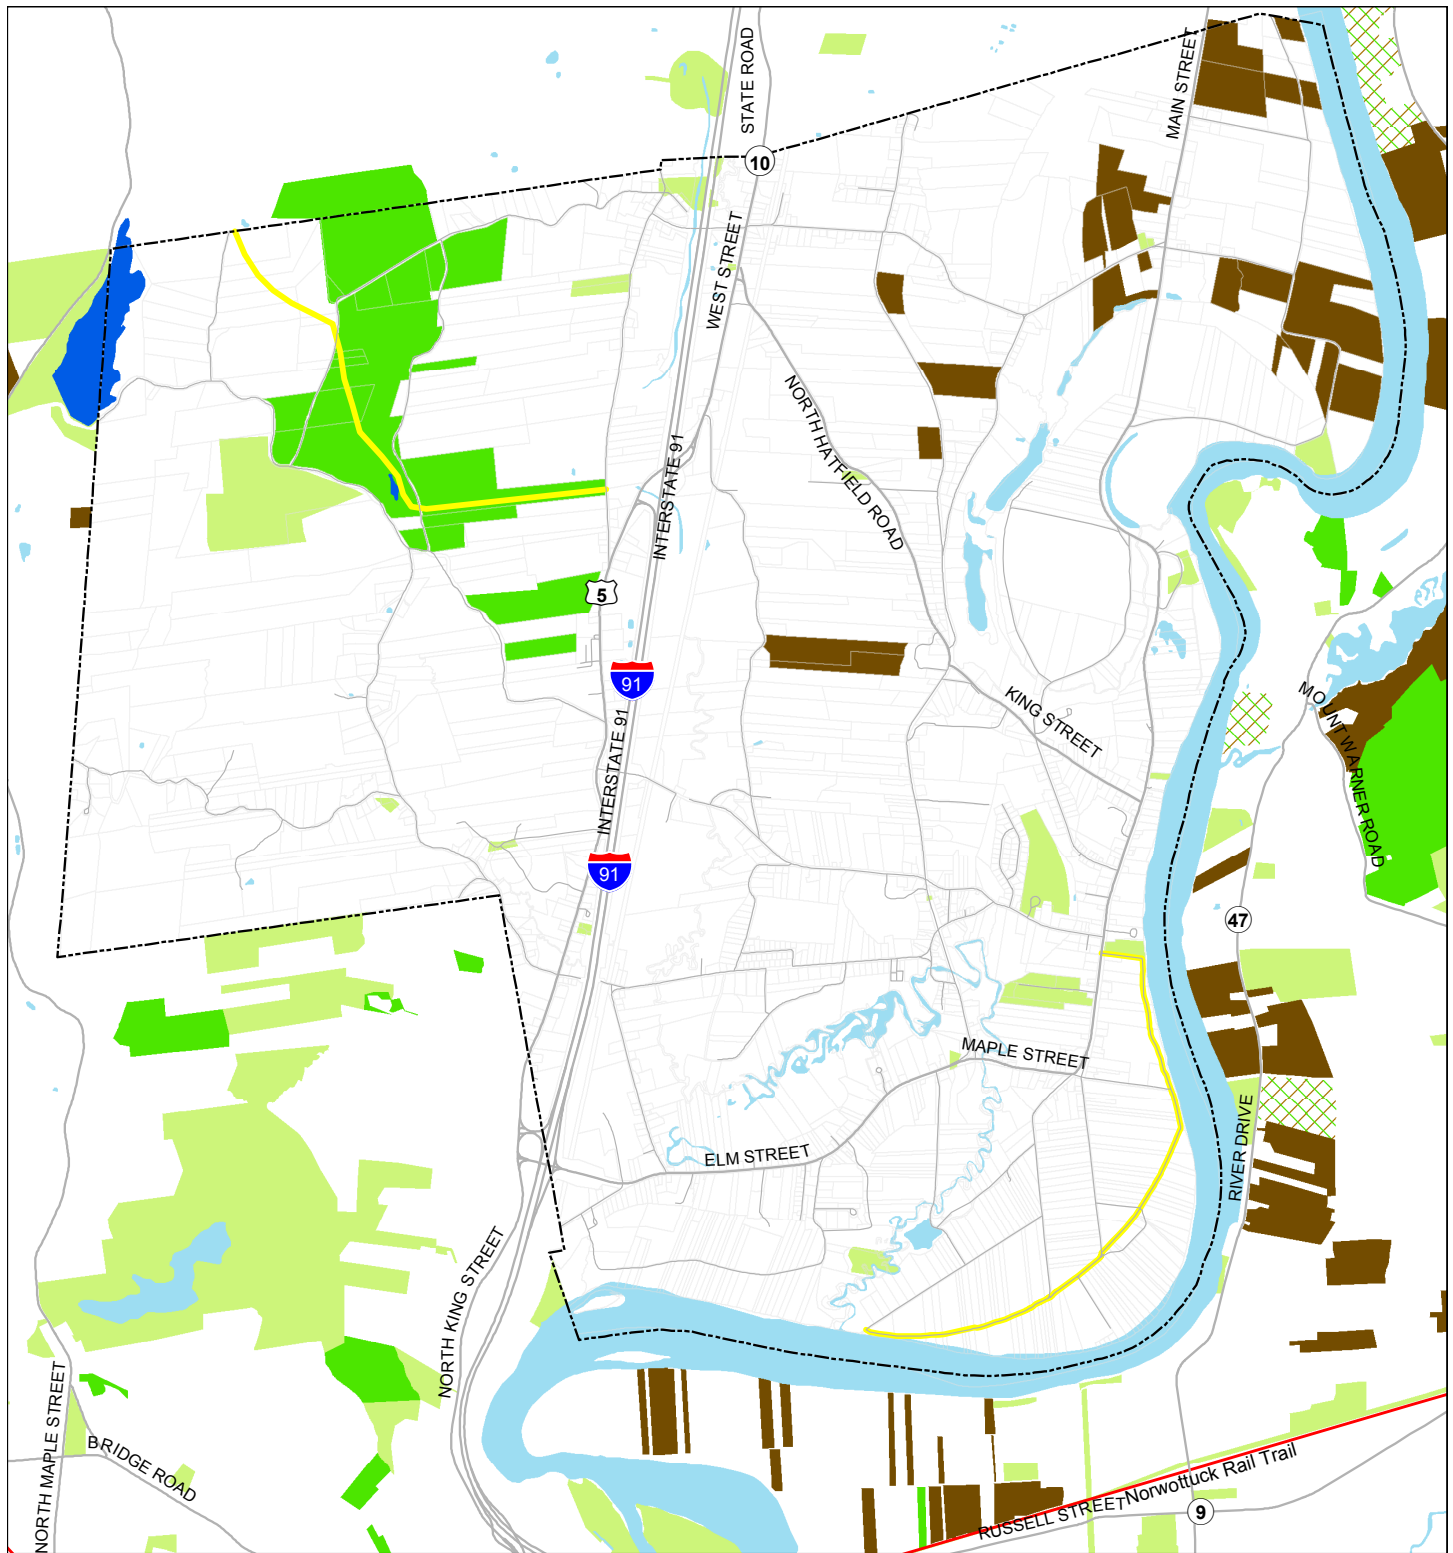 STATE ROAD
MAIN STREET
10
WEST STREET
NORTH HATFIELD ROAD
INTERSTATE 91
5
91
KING STREET
MOUNT WARNER ROAD
INTERSTATE 91
91
47
MAPLE STREET
ELM STREET
RIVER DRIVE
NORTH KING STREET
NORTH MAPLE STREET
BRIDGE ROAD
Norwottuck Rail Trail
RUSSELL STREET
9